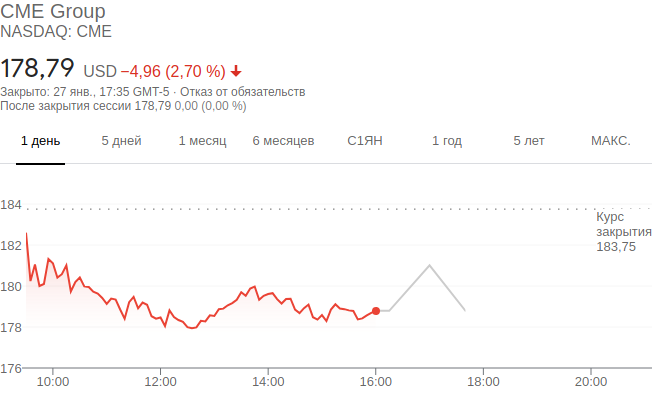 CME Group
NASDAQ: CME
178,79 USD −4,96 (2,70 %)
Закрыто: 27 янв., 17:35 GMT-5 · Отказ от обязательств
После закрытия сессии 178,79 0,00 (0,00 %)
1 день 5 дней 1 месяц 6 месяцев С1ЯН 1 год 5 лет МАКС.
184
Курс
закрытия
183,75
182
180
178
176
10:00 12:00 14:00 16:00 18:00 20:00